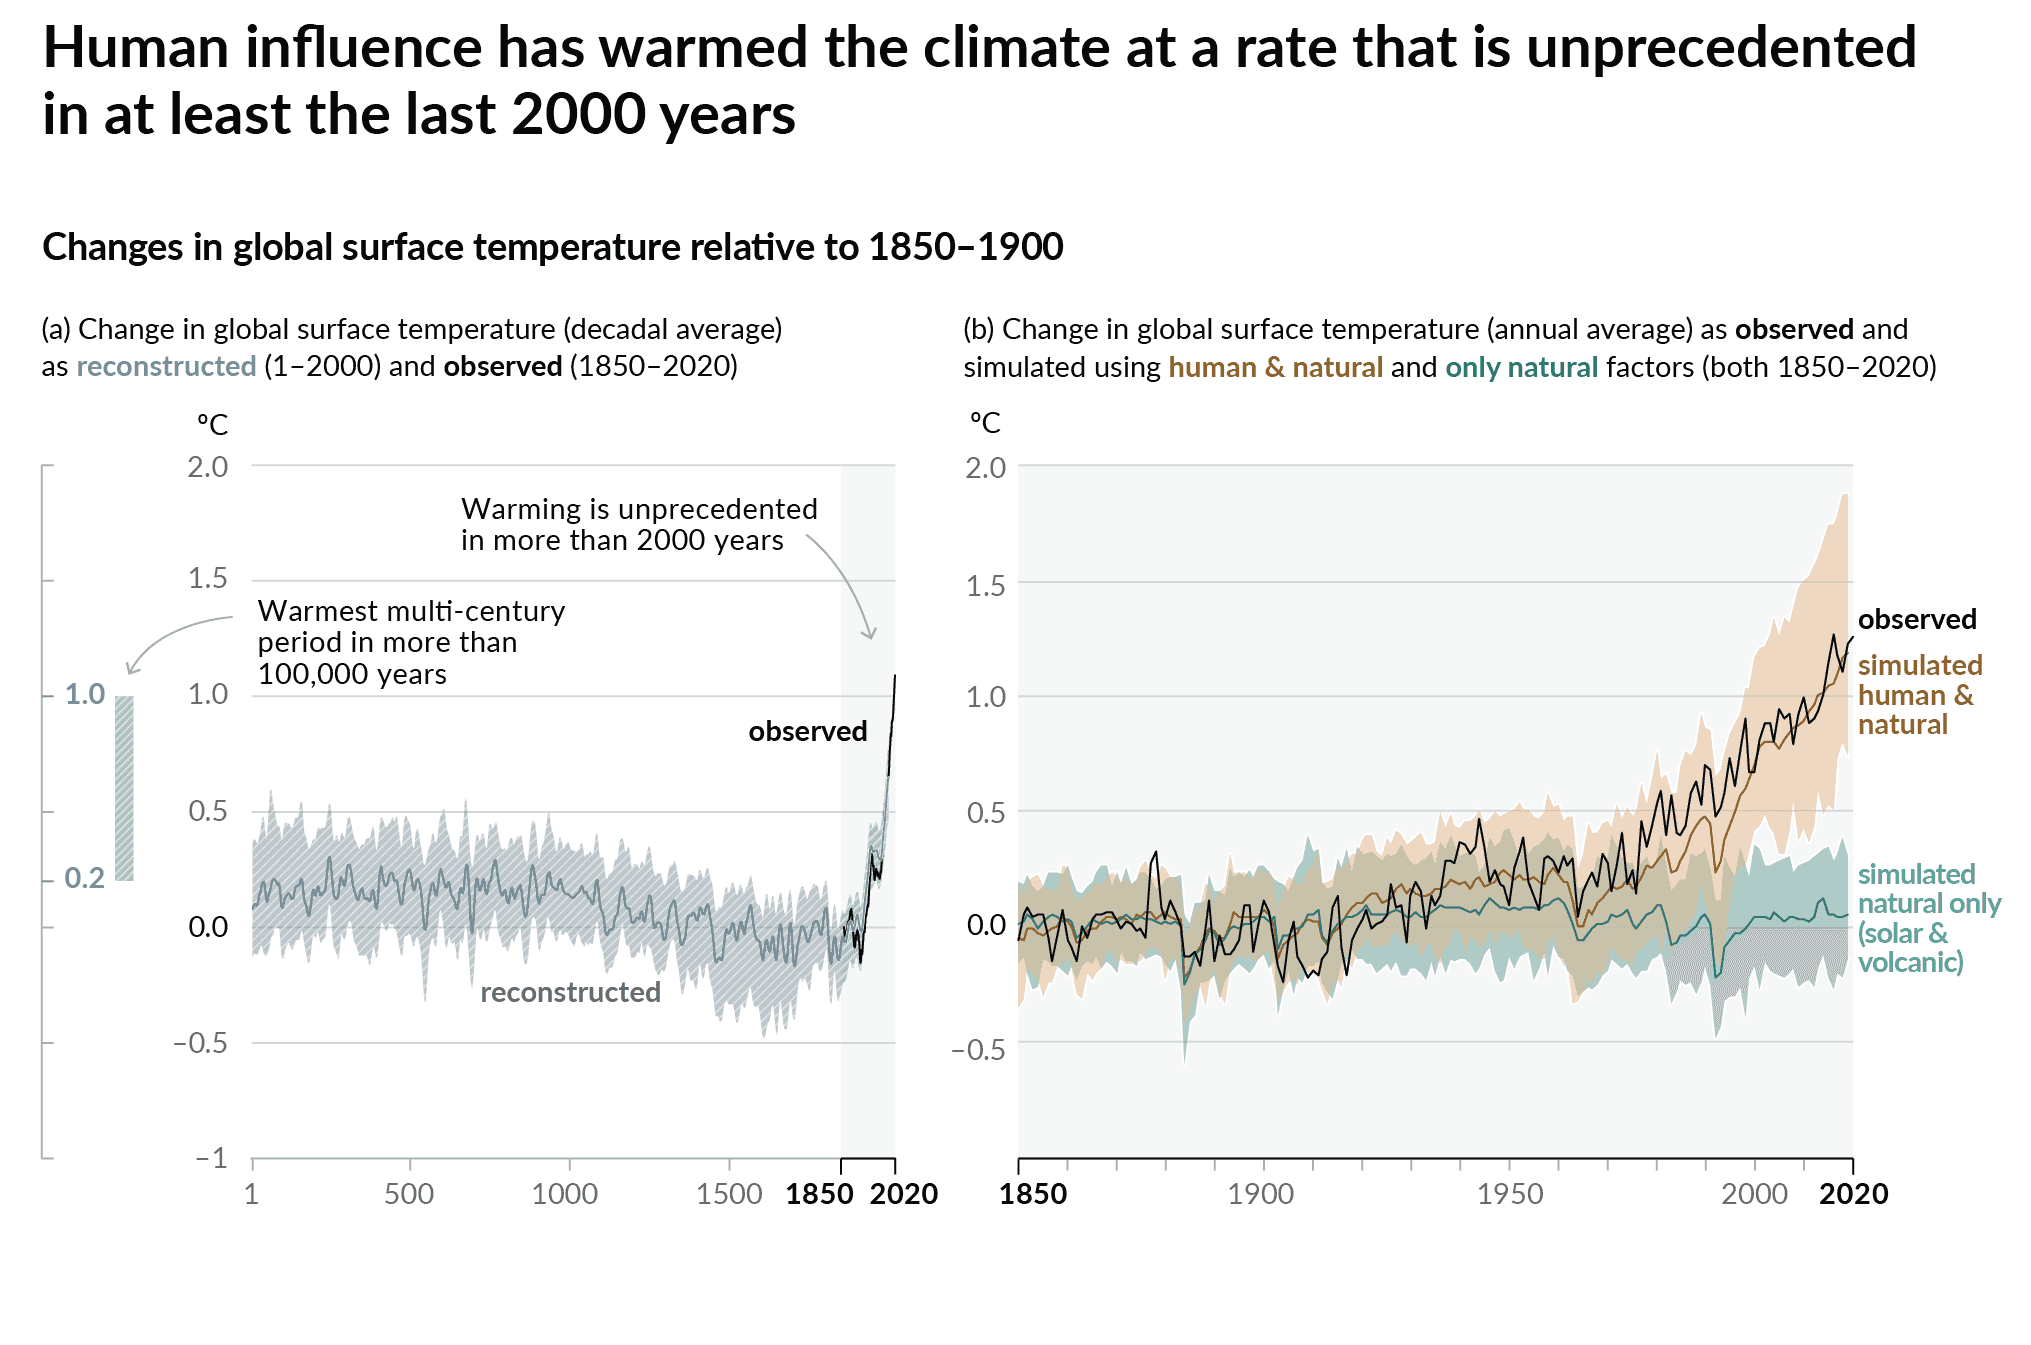 Human influence has warmed the climate at a rate that is unprecedented
in at least the last 2000 years
Changes in global surface temperature relative to 1850–1900
(a) Change in global surface temperature (decadal average)
as reconstructed (1–2000) and observed (1850–2020)
ºC
2.0
1.5
1.0
0.5
0.0
–0.5
–1
1.0
0.2
Warming is unprecedented
in more than 2000 years
Warmest multi-century
period in more than
100,000 years
observed
reconstructed
1 500 1000 1500 1850 2020
(b) Change in global surface temperature (annual average) as observed and
simulated using human & natural and only natural factors (both 1850–2020)
ºC
2.0
1.5
1.0
0.5
0.0
–0.5
observed
simulated
human &
natural
simulated
natural only
(solar &
volcanic)
1850 1900 1950 2000 2020